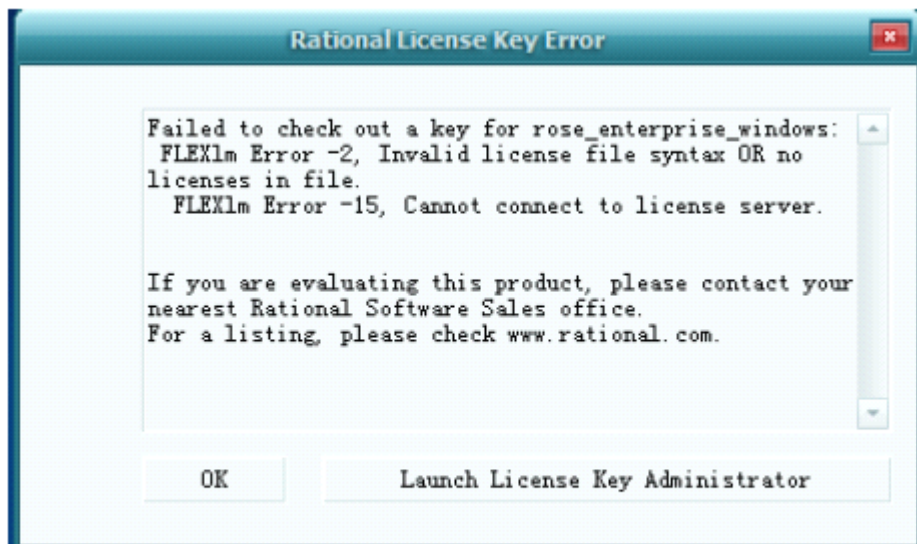 Rational License Key Error
Failed to check out a key for rose_enterprise_windows:
FLEXlm Error -2, Invalid license file syntax OR no
licenses in file.
FLEXlm Error -15, Cannot connect to license server.
If you are evaluating this product, please contact your
nearest Rational Software Sales office.
For a listing, please check www.rational.com.
OK
Launch License Key Administrator